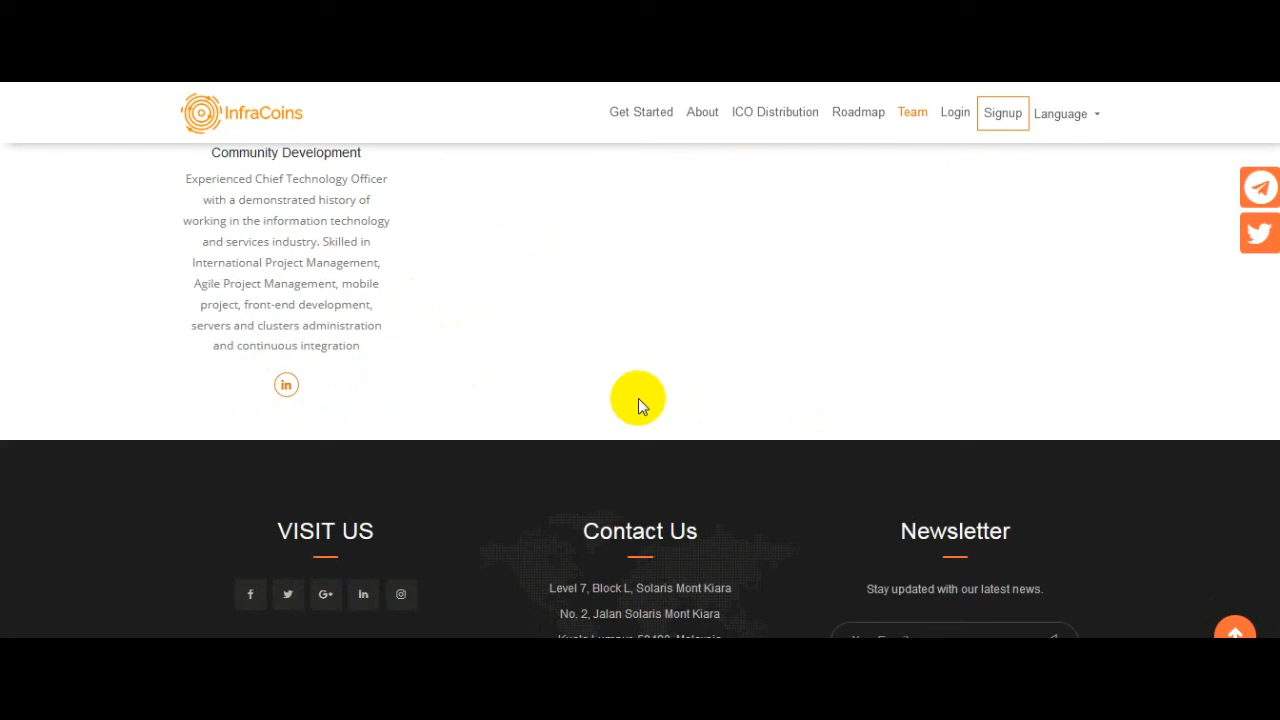 InfraCoins
Get Started About ICO Distribution Roadmap Team Login Signup Language
Community Development
Experienced Chief Technology Officer
with a demonstrated history of
working in the information technology
and services industry. Skilled in
International Project Management,
Agile Project Management, mobile
project, front-end development,
servers and clusters administration
and continuous integration
in
VISIT US
f
G+
in
Contact Us
Level 7, Block L, Solaris Mont Kiara
No. 2, Jalan Solaris Mont Kiara
Newsletter
Stay updated with our latest news.